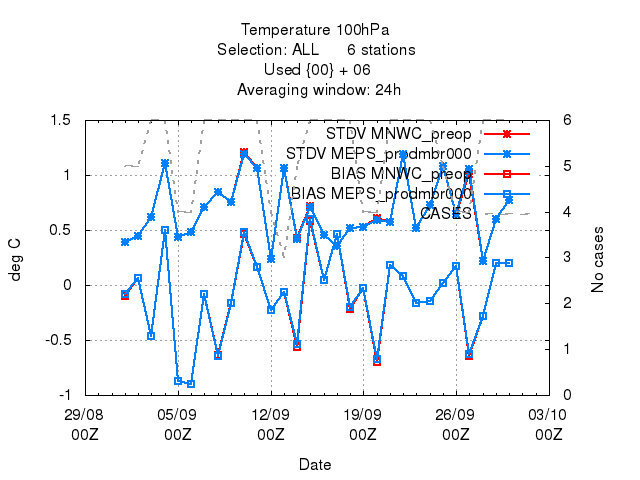 Temperature 100hPa
Selection: ALL 6 stations
Used {00} + 06
Averaging window: 24h
1.5
1
0.5
0
-0.5
-1
deg C
6
5
4
3
2
1
0
No cases
STDV MNWC_preop
STDV MEPS_prodmbr000
BIAS MNWC_preop
BIAS MEPS_prodmbr000
CASES
29/08 05/09 12/09 19/09 26/09 03/10
00Z 00Z 00Z 00Z 00Z 00Z
Date